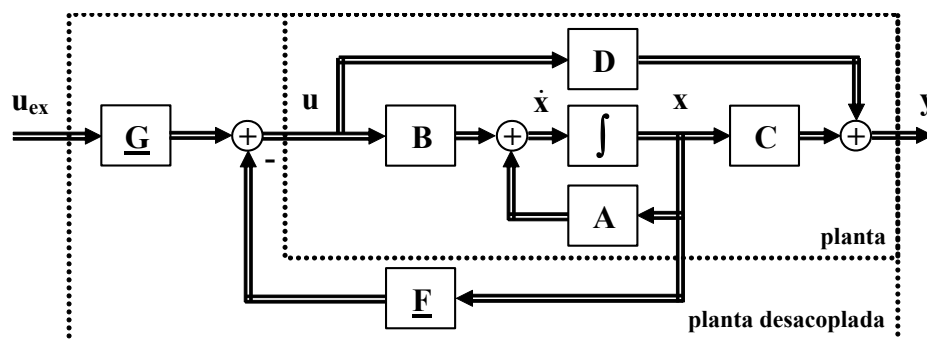 D
u_ex
u
ẋ
x
y
G
B
∫
C
A
F
-
planta
planta desacoplada